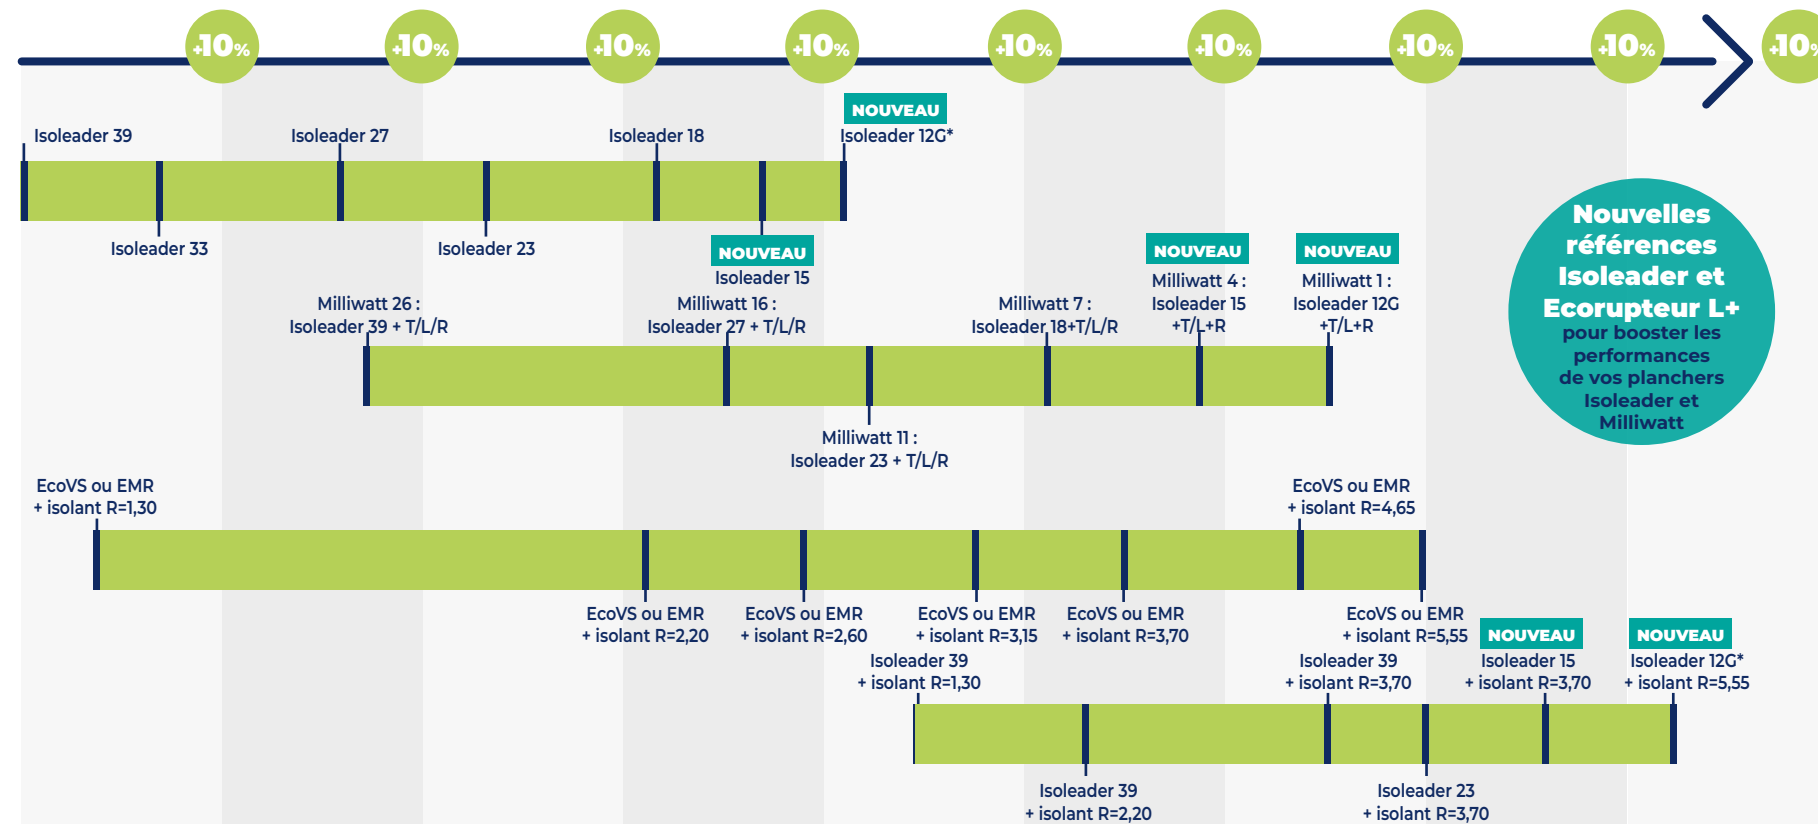 +10%
+10%
+10%
+10%
+10%
+10%
+10%
+10%
+10%
NOUVEAU
Isoleader 39
Isoleader 27
Isoleader 18
Isoleader 12G*
Isoleader 33
Isoleader 23
NOUVEAU
Isoleader 15
Nouvelles
références
Isoleader et
Ecorupteur L+
pour booster les
performances
de vos planchers
Isoleader et
Milliwatt
Milliwatt 26 :
Isoleader 39 + T/L/R
Milliwatt 16 :
Isoleader 27 + T/L/R
Milliwatt 7 :
Isoleader 18+T/L/R
NOUVEAU
Milliwatt 4 :
Isoleader 15
+T/L+R
NOUVEAU
Milliwatt 1 :
Isoleader 12G
+T/L+R
Milliwatt 11 :
Isoleader 23 + T/L/R
EcoVS ou EMR
+ isolant R=1,30
EcoVS ou EMR
+ isolant R=4,65
EcoVS ou EMR
+ isolant R=2,20
EcoVS ou EMR
+ isolant R=2,60
EcoVS ou EMR
+ isolant R=3,15
EcoVS ou EMR
+ isolant R=3,70
EcoVS ou EMR
+ isolant R=5,55
Isoleader 39
+ isolant R=1,30
Isoleader 39
+ isolant R=3,70
NOUVEAU
Isoleader 15
+ isolant R=3,70
NOUVEAU
Isoleader 12G*
+ isolant R=5,55
Isoleader 39
+ isolant R=2,20
Isoleader 23
+ isolant R=3,70